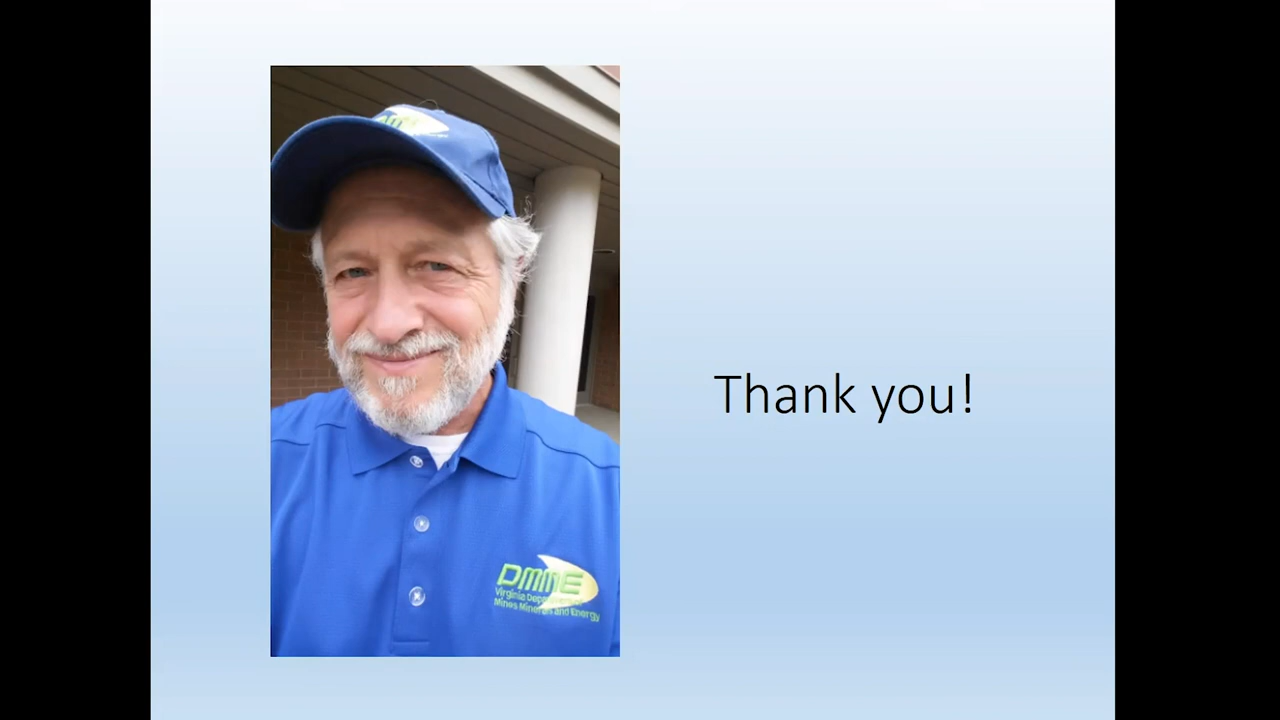 Thank you!
DMME
Virginia Department of
Mines Minerals and Energy